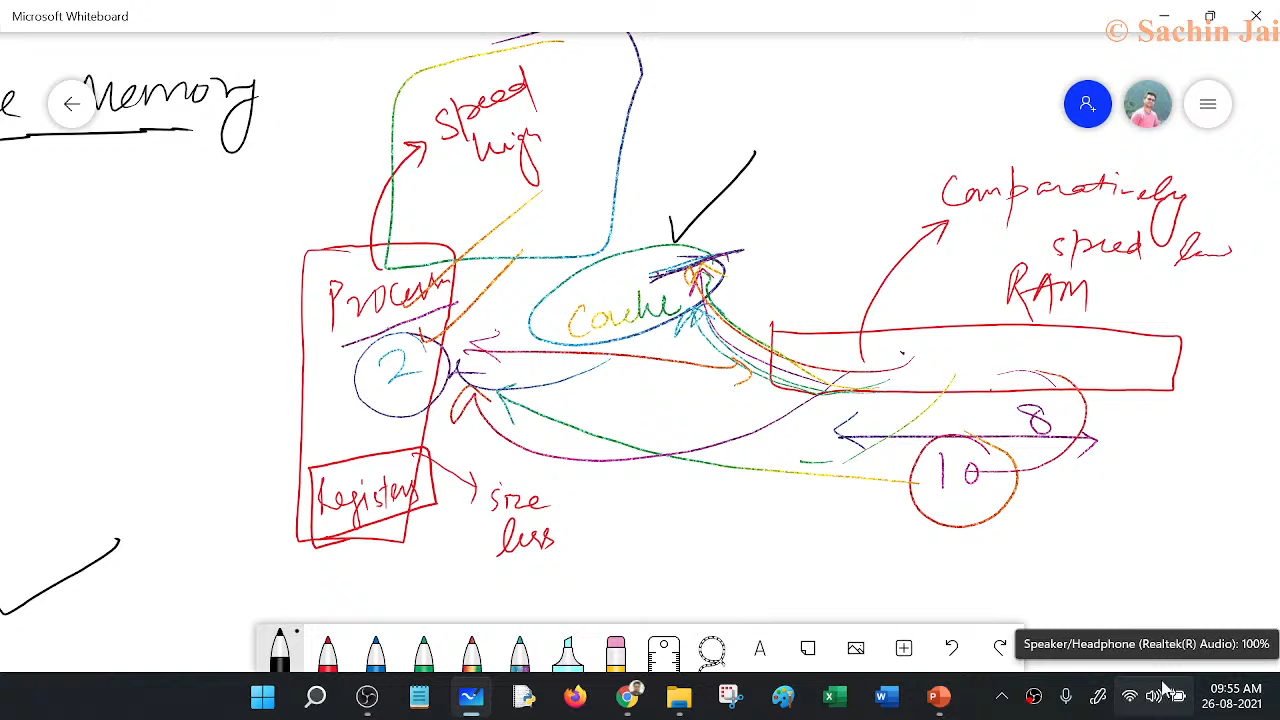 Microsoft Whiteboard
© Sachin Jai
e Memory
Speed
high
Comparatively
speed low
RAM
Processor
Cache
2
8
10
Registers
size
less
A
Speaker/Headphone (Realtek(R) Audio): 100%
09:55 AM
26-08-2021